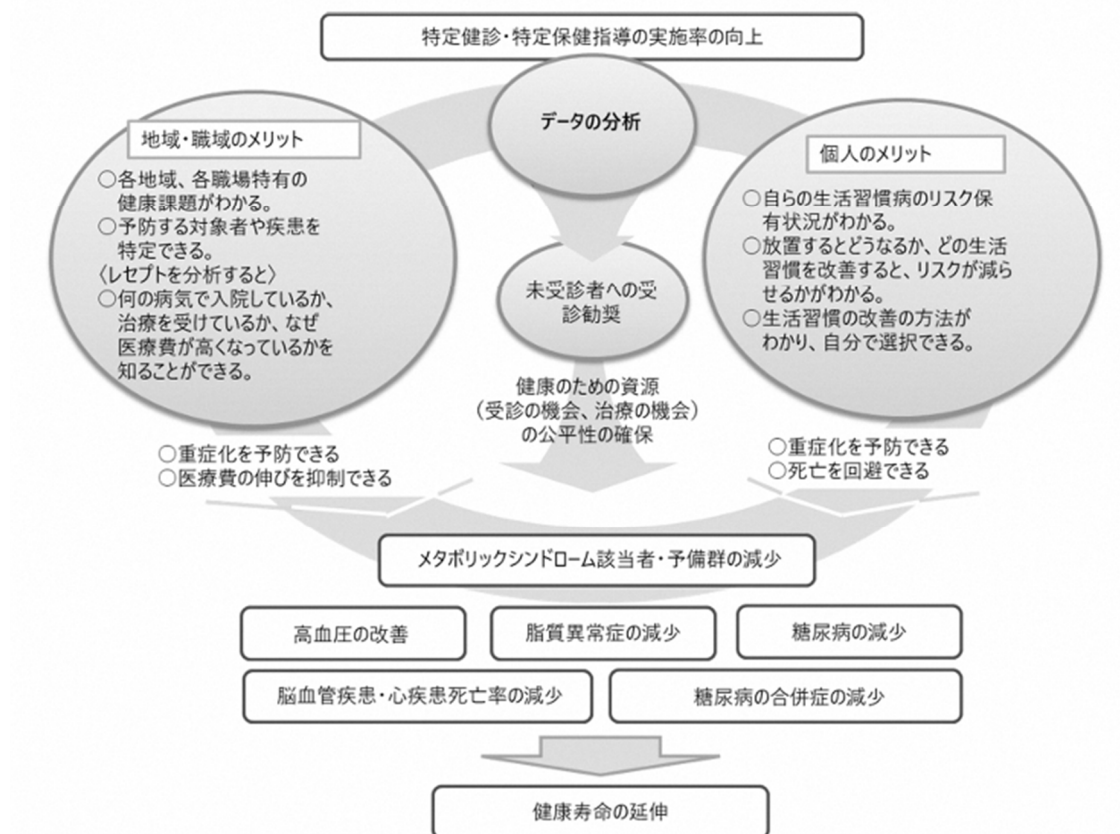 特定健診・特定保健指導の実施率の向上
データの分析
地域・職域のメリット
○各地域、各職場特有の
健康課題がわかる。
○予防する対象者や疾患を
特定できる。
〈レセプトを分析すると〉
○何の病気で入院しているか、
治療を受けているか、なぜ
医療費が高くなっているかを
知ることができる。
○重症化を予防できる
○医療費の伸びを抑制できる
未受診者への受
診勧奨
健康のための資源
（受診の機会、治療の機会）
の公平性の確保
個人のメリット
○自らの生活習慣病のリスク保
有状況がわかる。
○放置するとどうなるか、どの生活
習慣を改善すると、リスクが減ら
せるかがわかる。
○生活習慣の改善の方法が
わかり、自分で選択できる。
○重症化を予防できる
○死亡を回避できる
メタボリックシンドローム該当者・予備群の減少
高血圧の改善
脂質異常症の減少
糖尿病の減少
脳血管疾患・心疾患死亡率の減少
糖尿病の合併症の減少
健康寿命の延伸